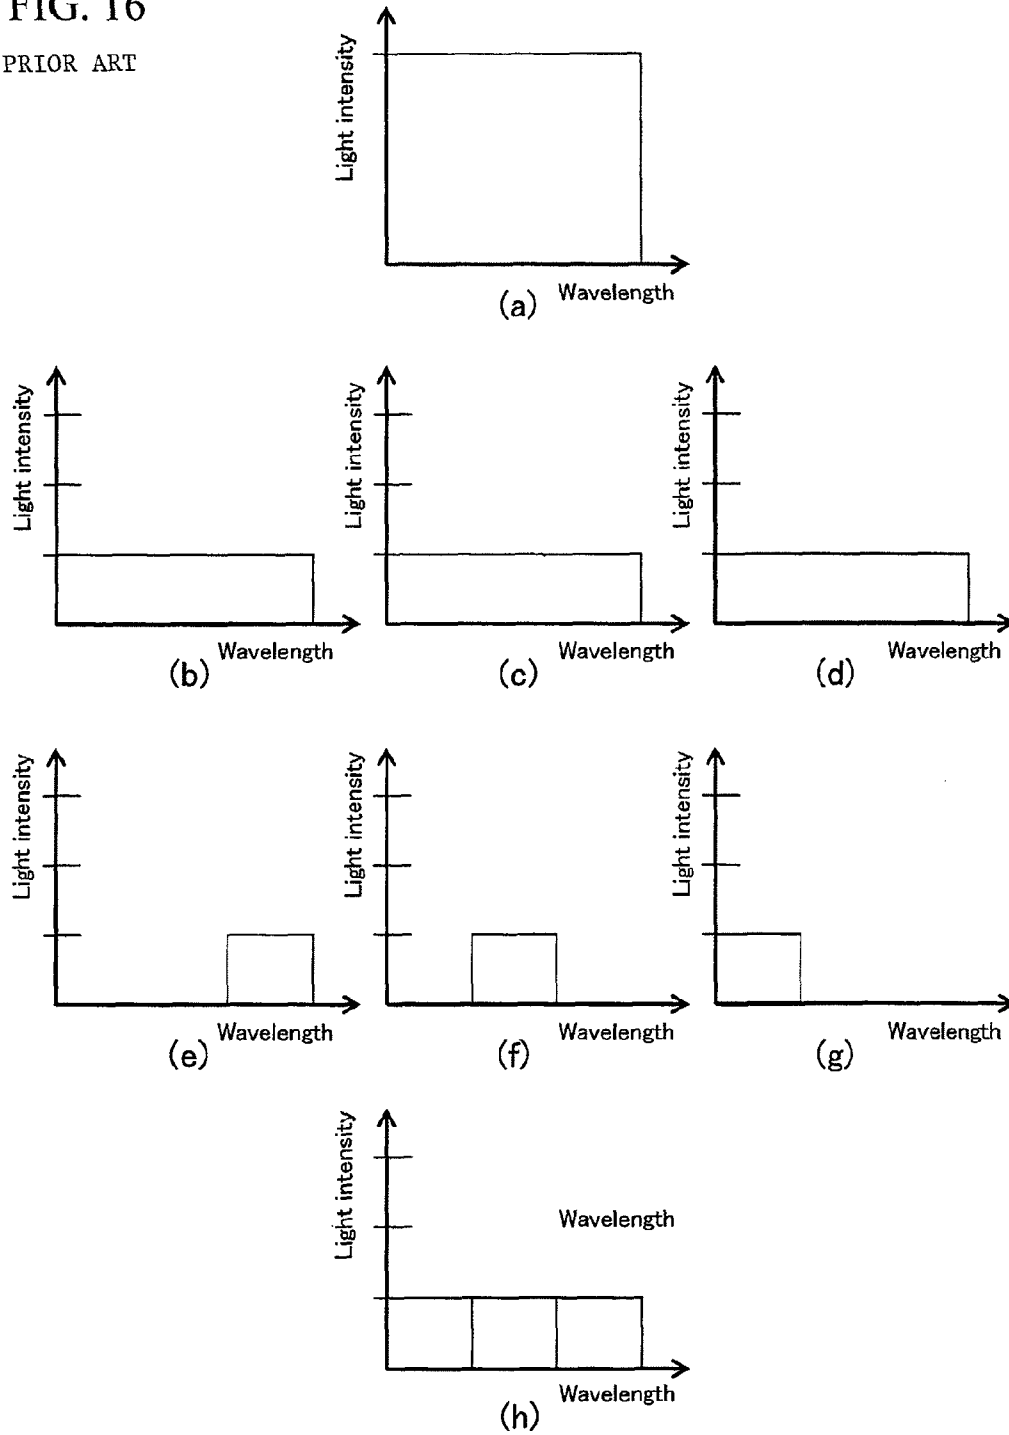 FIG. 16
PRIOR ART
Light intensity
Wavelength
(a)
Light intensity
Wavelength
(b)
Light intensity
Wavelength
(c)
Light intensity
Wavelength
(d)
Light intensity
Wavelength
(e)
Light intensity
Wavelength
(f)
Light intensity
Wavelength
(g)
Light intensity
Wavelength
Wavelength
(h)